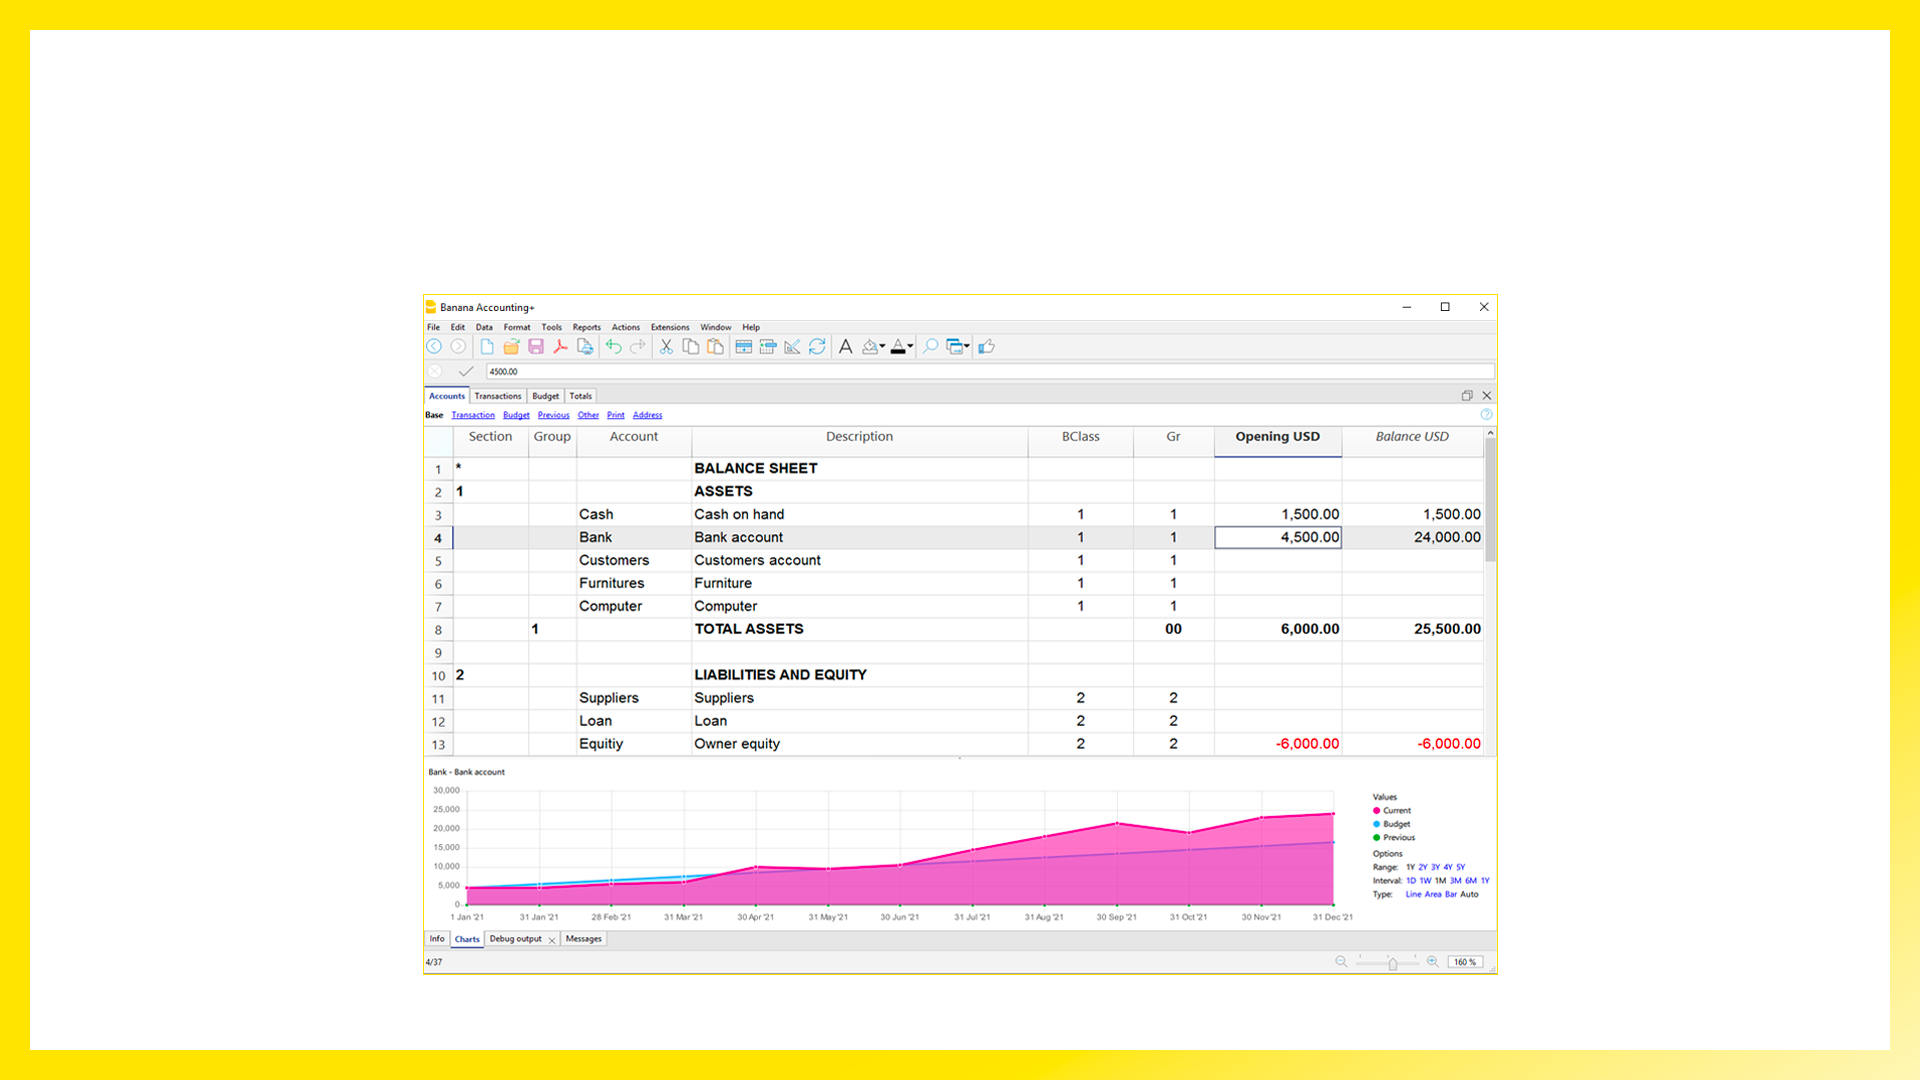 Banana Accounting+
File Edit Data Format Tools Reports Actions Extensions Window Help
4500.00
Accounts Transactions Budget Totals
Base Transaction Budget Previous Other Print Address
Section Group Account Description BClass Gr Opening USD Balance USD
1 * BALANCE SHEET
2 1 ASSETS
3 Cash Cash on hand 1 1 1,500.00 1,500.00
4 Bank Bank account 1 1 4,500.00 24,000.00
5 Customers Customers account 1 1
6 Furnitures Furniture 1 1
7 Computer Computer 1 1
8 1 TOTAL ASSETS 00 6,000.00 25,500.00
9
10 2 LIABILITIES AND EQUITY
11 Suppliers Suppliers 2 2
12 Loan Loan 2 2
13 Equitiy Owner equity 2 2 -6,000.00 -6,000.00
Bank - Bank account
30,000
25,000
20,000
15,000
10,000
5,000
0
1 Jan '21 31 Jan '21 28 Feb '21 31 Mar '21 30 Apr '21 31 May '21 30 Jun '21 31 Jul '21 31 Aug '21 30 Sep '21 31 Oct '21 30 Nov '21 31 Dec '21
Values
Current
Budget
Previous
Options
Range: 1Y 2Y 3Y 4Y 5Y
Interval: 1D 1W 1M 3M 6M 1Y
Type: Line Area Bar Auto
Info Charts Debug output Messages
4/37 160 %